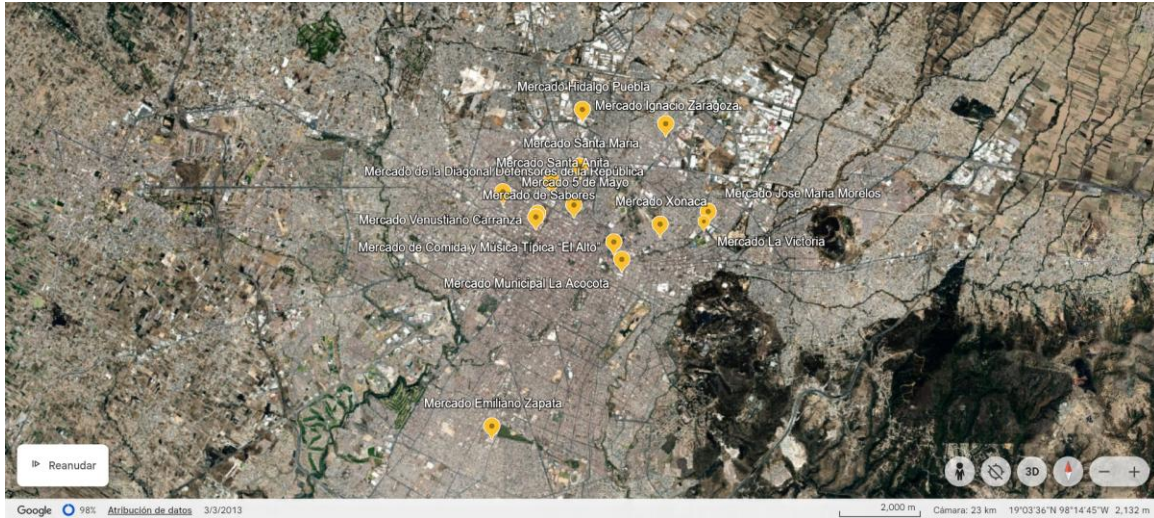 Mercado Hidalgo Puebla
Mercado Ignacio Zaragoza
Mercado Santa Maria
Mercado Santa Anita
Mercado de la Diagonal Defensores de la República
Mercado 5 de Mayo
Mercado de Sabores
Mercado Xonaca
Mercado Jose Maria Morelos
Mercado Venustiano Carranza
Mercado La Victoria
Mercado de Comida y Música Típica "El Alto"
Mercado Municipal La Acocota
Mercado Emiliano Zapata
Reanudar
3D
Google 98% Atribución de datos 3/3/2013 2,000 m Cámara: 23 km 19°03'36"N 98°14'45"W 2,132 m